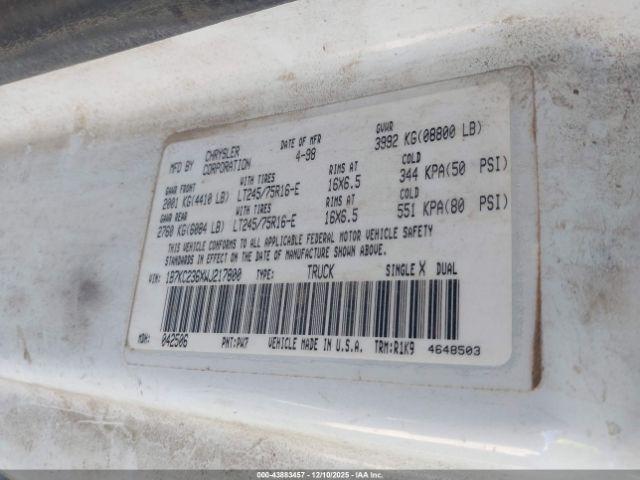 MFD BY CHRYSLER CORPORATION DATE OF MFR 4-98 GVWR 3992 KG(08800 LB)
GAWR FRONT WITH TIRES RIMS AT COLD
2001 KG(4410 LB) LT245/75R16-E 16X6.5 344 KPA(50 PSI)
GAWR REAR WITH TIRES RIMS AT COLD
2760 KG(6084 LB) LT245/75R16-E 16X6.5 551 KPA(80 PSI)
THIS VEHICLE CONFORMS TO ALL APPLICABLE FEDERAL MOTOR VEHICLE SAFETY
STANDARDS IN EFFECT ON THE DATE OF MANUFACTURE SHOWN ABOVE.
VIN: 1B7KC236XWJ217800 TYPE: TRUCK SINGLE X DUAL
MDH: 042506 PNT:PW7 VEHICLE MADE IN U.S.A. TRM:R1K9 4648503
000-43883457 - 12/10/2025 - IAAI.COM